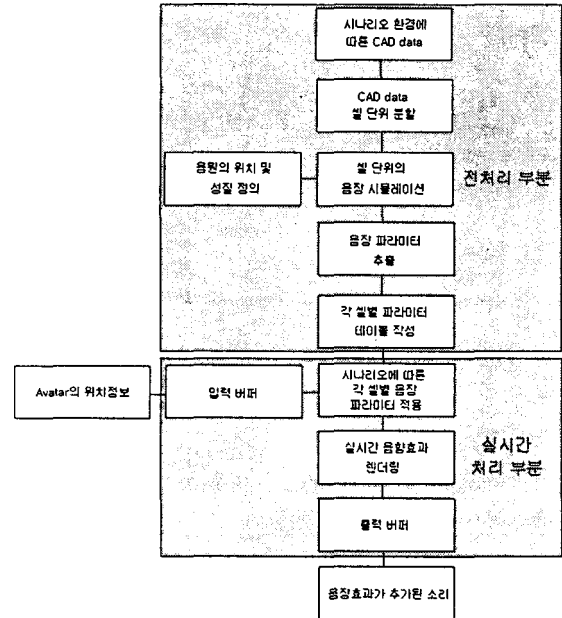 시나리오 환경에
따른 CAD data
CAD data
셀 단위 분할
음원의 위치 및
성질 정의
셀 단위의
음장 시뮬레이션
전처리 부분
음장 파라미터
추출
각 셀별 파라미터
테이블 작성
Avatar의 위치정보
입력 버퍼
시나리오에 따른
각 셀별 음장
파라미터 적용
실시간 음향효과
렌더링
실시간
처리 부분
출력 버퍼
음장효과가 추가된 소리